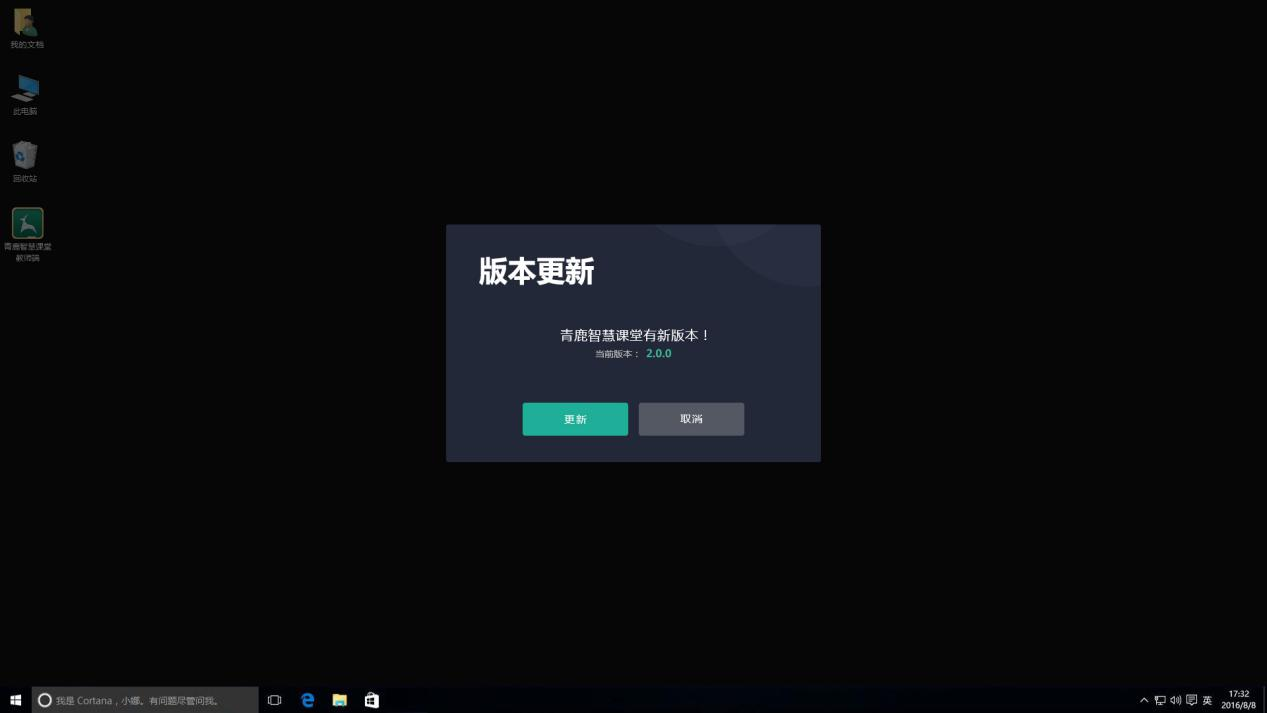 我的文档
此电脑
回收站
青鹿智慧课堂
教师端
版本更新
青鹿智慧课堂有新版本！
当前版本： 2.0.0
更新
取消
我是 Cortana，小娜。有问题尽管问我。
英
17:32
2016/8/8